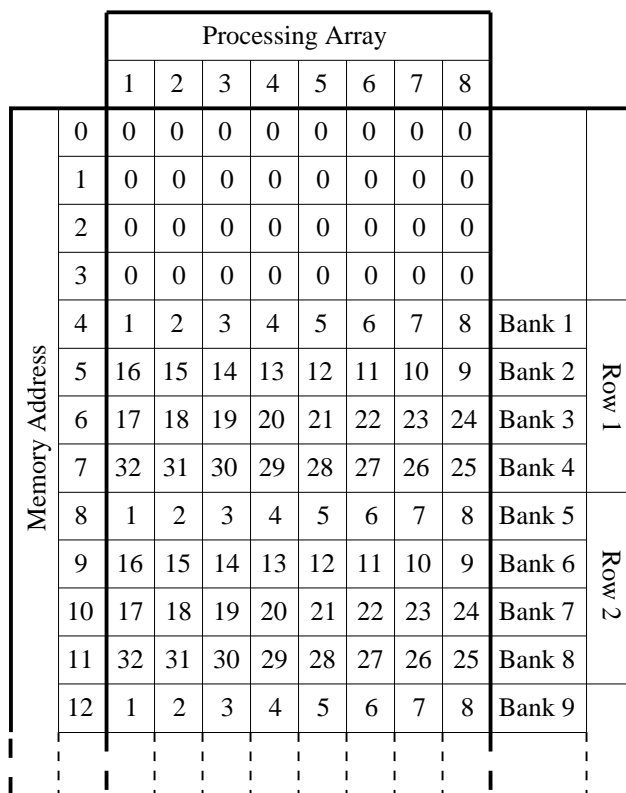 Processing Array
1 2 3 4 5 6 7 8
Memory Address
0 0 0 0 0 0 0 0 0
1 0 0 0 0 0 0 0 0
2 0 0 0 0 0 0 0 0
3 0 0 0 0 0 0 0 0
4 1 2 3 4 5 6 7 8 Bank 1
5 16 15 14 13 12 11 10 9 Bank 2
6 17 18 19 20 21 22 23 24 Bank 3
7 32 31 30 29 28 27 26 25 Bank 4
Row 1
8 1 2 3 4 5 6 7 8 Bank 5
9 16 15 14 13 12 11 10 9 Bank 6
10 17 18 19 20 21 22 23 24 Bank 7
11 32 31 30 29 28 27 26 25 Bank 8
Row 2
12 1 2 3 4 5 6 7 8 Bank 9